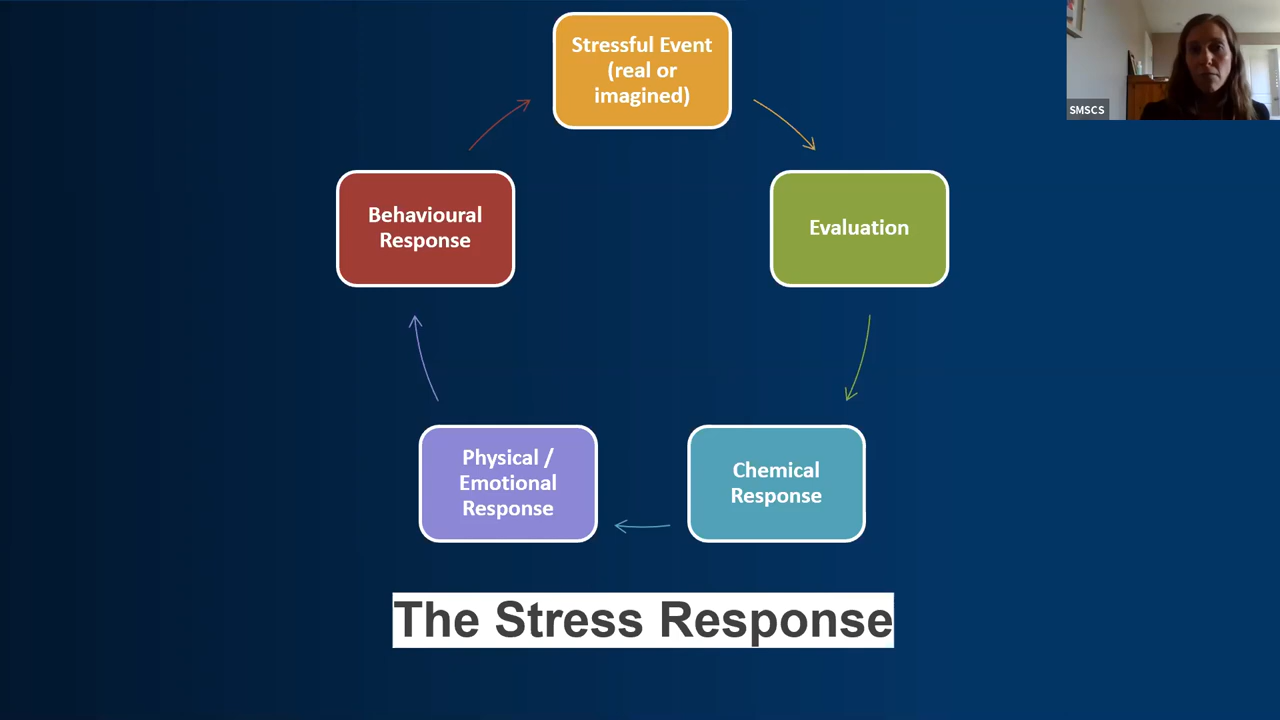 Stressful Event
(real or
imagined)
SMSCS
Behavioural
Response
Evaluation
Physical /
Emotional
Response
Chemical
Response
The Stress Response